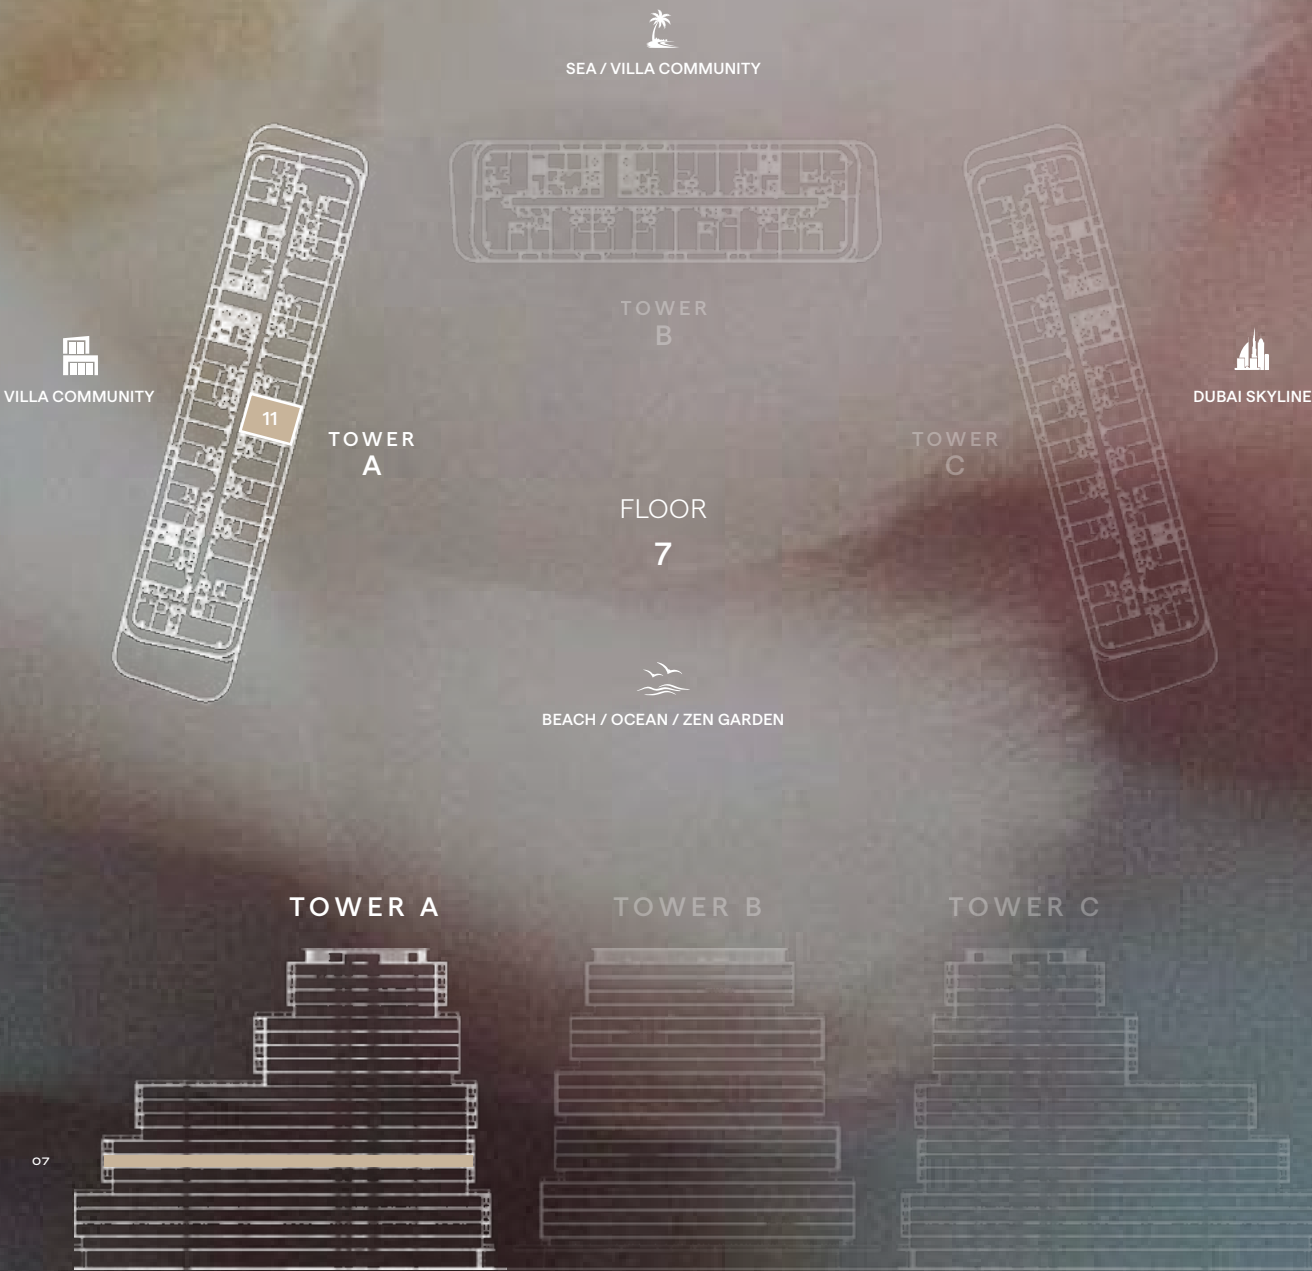 SEA / VILLA COMMUNITY
TOWER
B
VILLA COMMUNITY
DUBAI SKYLINE
11
TOWER
A
TOWER
C
FLOOR
7
BEACH / OCEAN / ZEN GARDEN
TOWER A
TOWER B
TOWER C
07